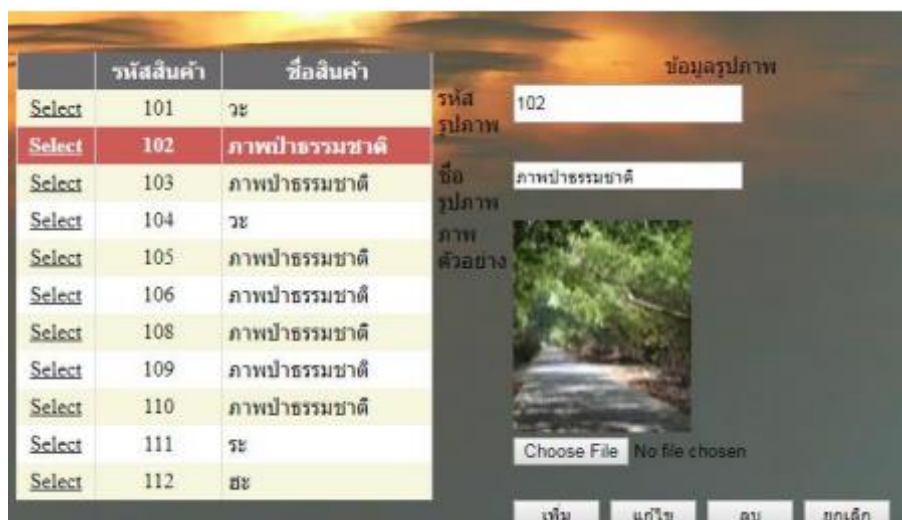 รหัสสินค้า ชื่อสินค้า
Select 101 วะ
Select 102 ภาพป่าธรรมชาติ
Select 103 ภาพป่าธรรมชาติ
Select 104 วะ
Select 105 ภาพป่าธรรมชาติ
Select 106 ภาพป่าธรรมชาติ
Select 108 ภาพป่าธรรมชาติ
Select 109 ภาพป่าธรรมชาติ
Select 110 ภาพป่าธรรมชาติ
Select 111 ระ
Select 112 ฮะ
ข้อมูลรูปภาพ
รหัส
รูปภาพ
102
ชื่อ
รูปภาพ
ภาพป่าธรรมชาติ
ภาพ
ตัวอย่าง
Choose File No file chosen
เพิ่ม แก้ไข ลบ ยกเลิก